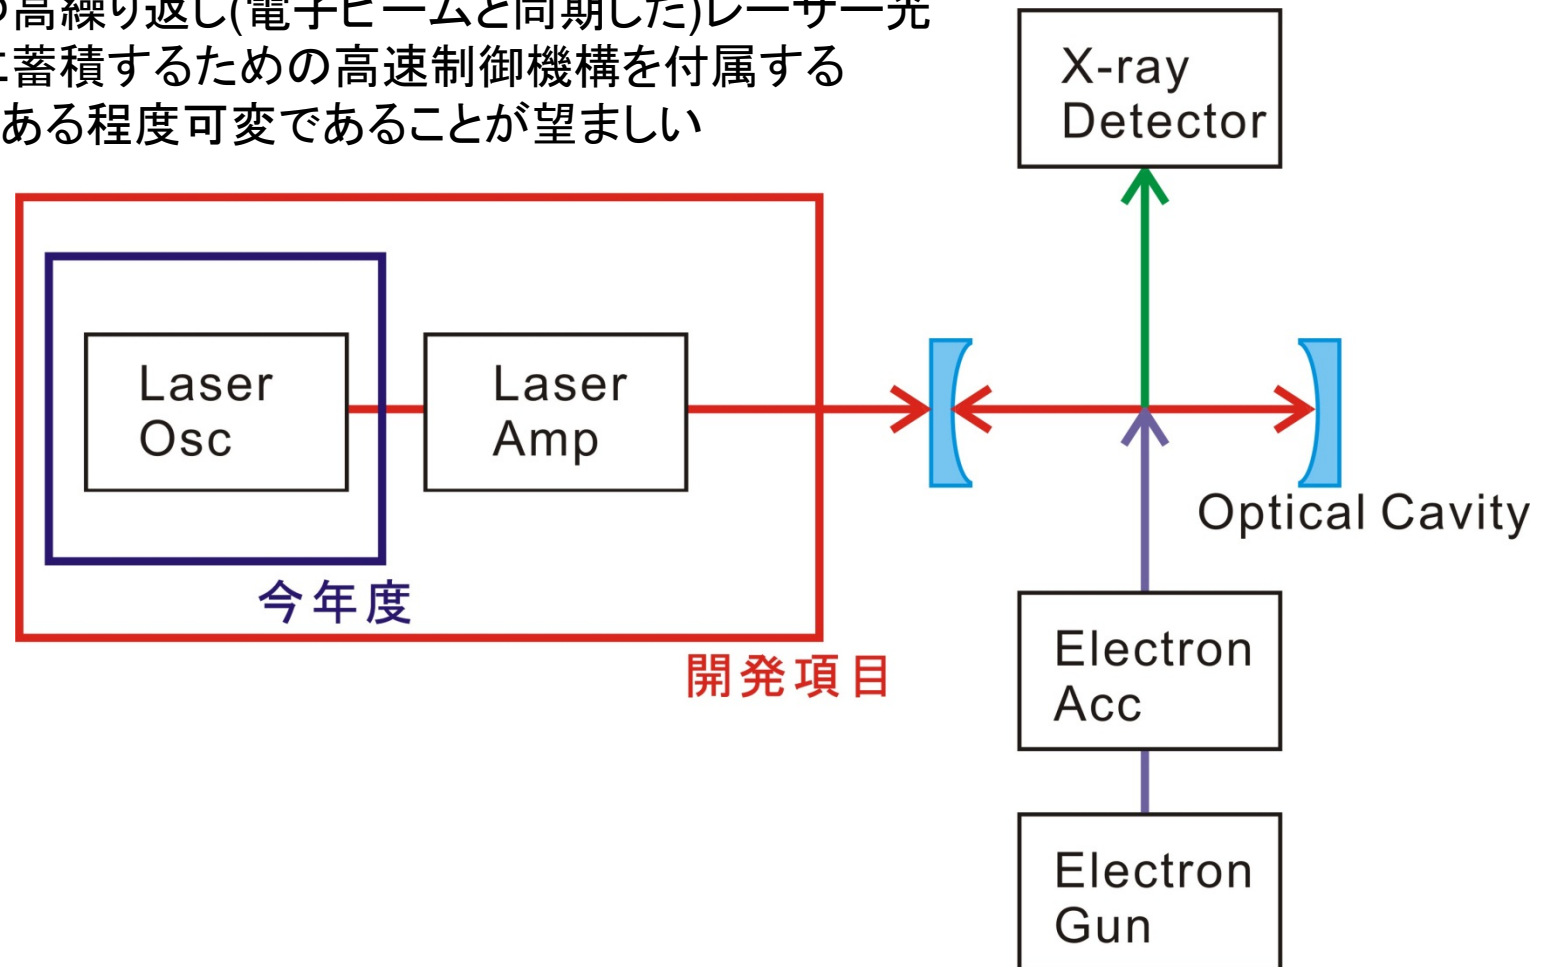 高繰り返し(電子ビームと同期した)レーザー光
に蓄積するための高速制御機構を付属する
ある程度可変であることが望ましい
X-ray
Detector
Laser
Osc
Laser
Amp
今年度
開発項目
Optical Cavity
Electron
Acc
Electron
Gun